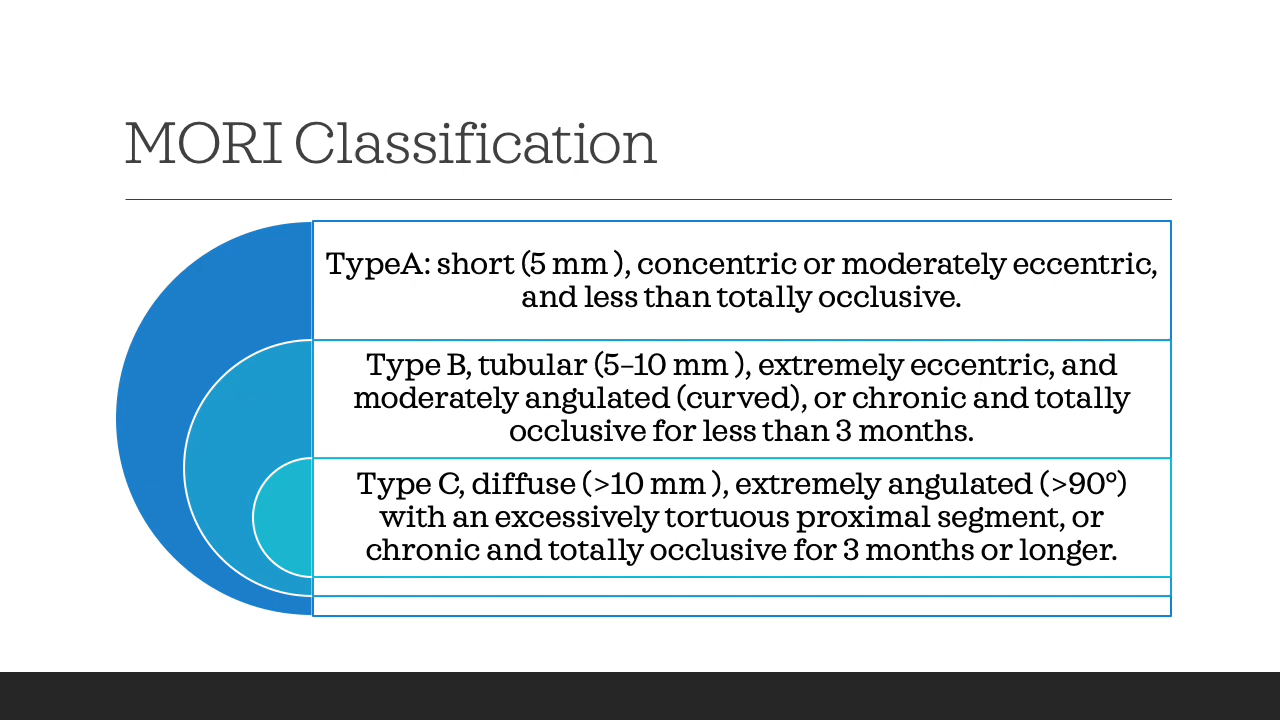 MORI Classification
TypeA: short (5 mm ), concentric or moderately eccentric,
and less than totally occlusive.
Type B, tubular (5–10 mm ), extremely eccentric, and
moderately angulated (curved), or chronic and totally
occlusive for less than 3 months.
Type C, diffuse (>10 mm ), extremely angulated (>90°)
with an excessively tortuous proximal segment, or
chronic and totally occlusive for 3 months or longer.